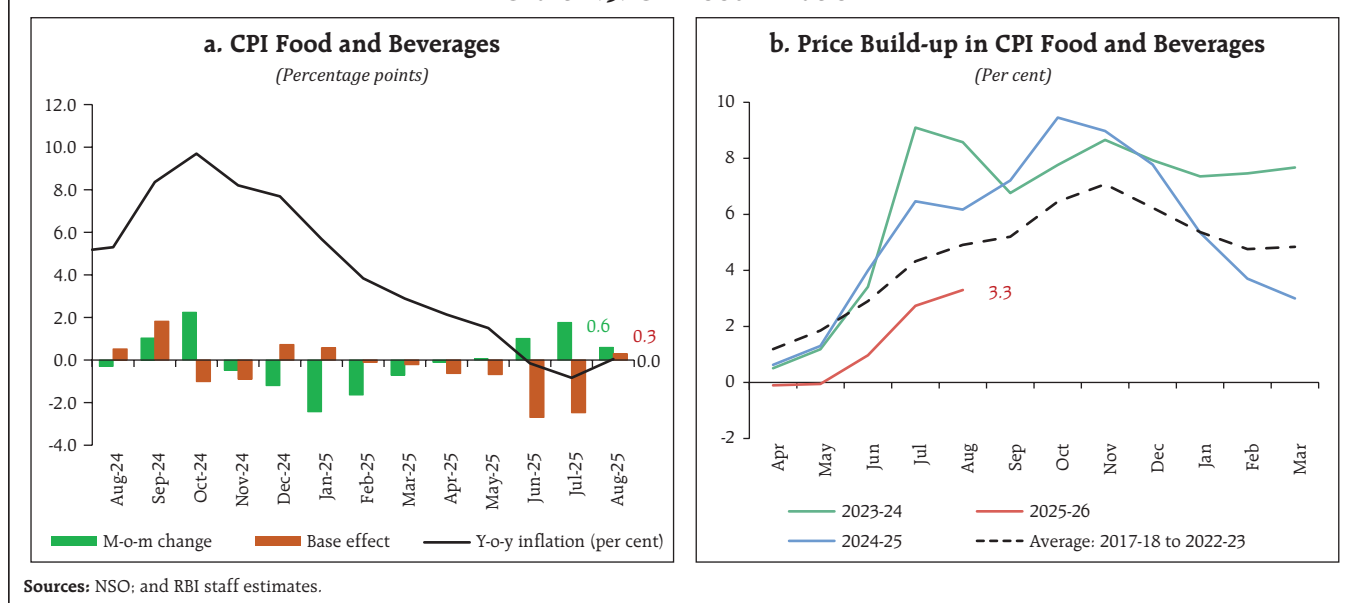 a. CPI Food and Beverages
(Percentage points)
12.0
10.0
8.0
6.0
4.0
2.0
0.0
-2.0
-4.0
0.6
0.3
0.0
Aug-24
Sep-24
Oct-24
Nov-24
Dec-24
Jan-25
Feb-25
Mar-25
Apr-25
May-25
Jun-25
Jul-25
Aug-25
M-o-m change
Base effect
Y-o-y inflation (per cent)
b. Price Build-up in CPI Food and Beverages
(Per cent)
10
8
6
4
2
0
-2
3.3
Apr
May
Jun
Jul
Aug
Sep
Oct
Nov
Dec
Jan
Feb
Mar
2023-24
2025-26
2024-25
Average: 2017-18 to 2022-23
Sources: NSO; and RBI staff estimates.